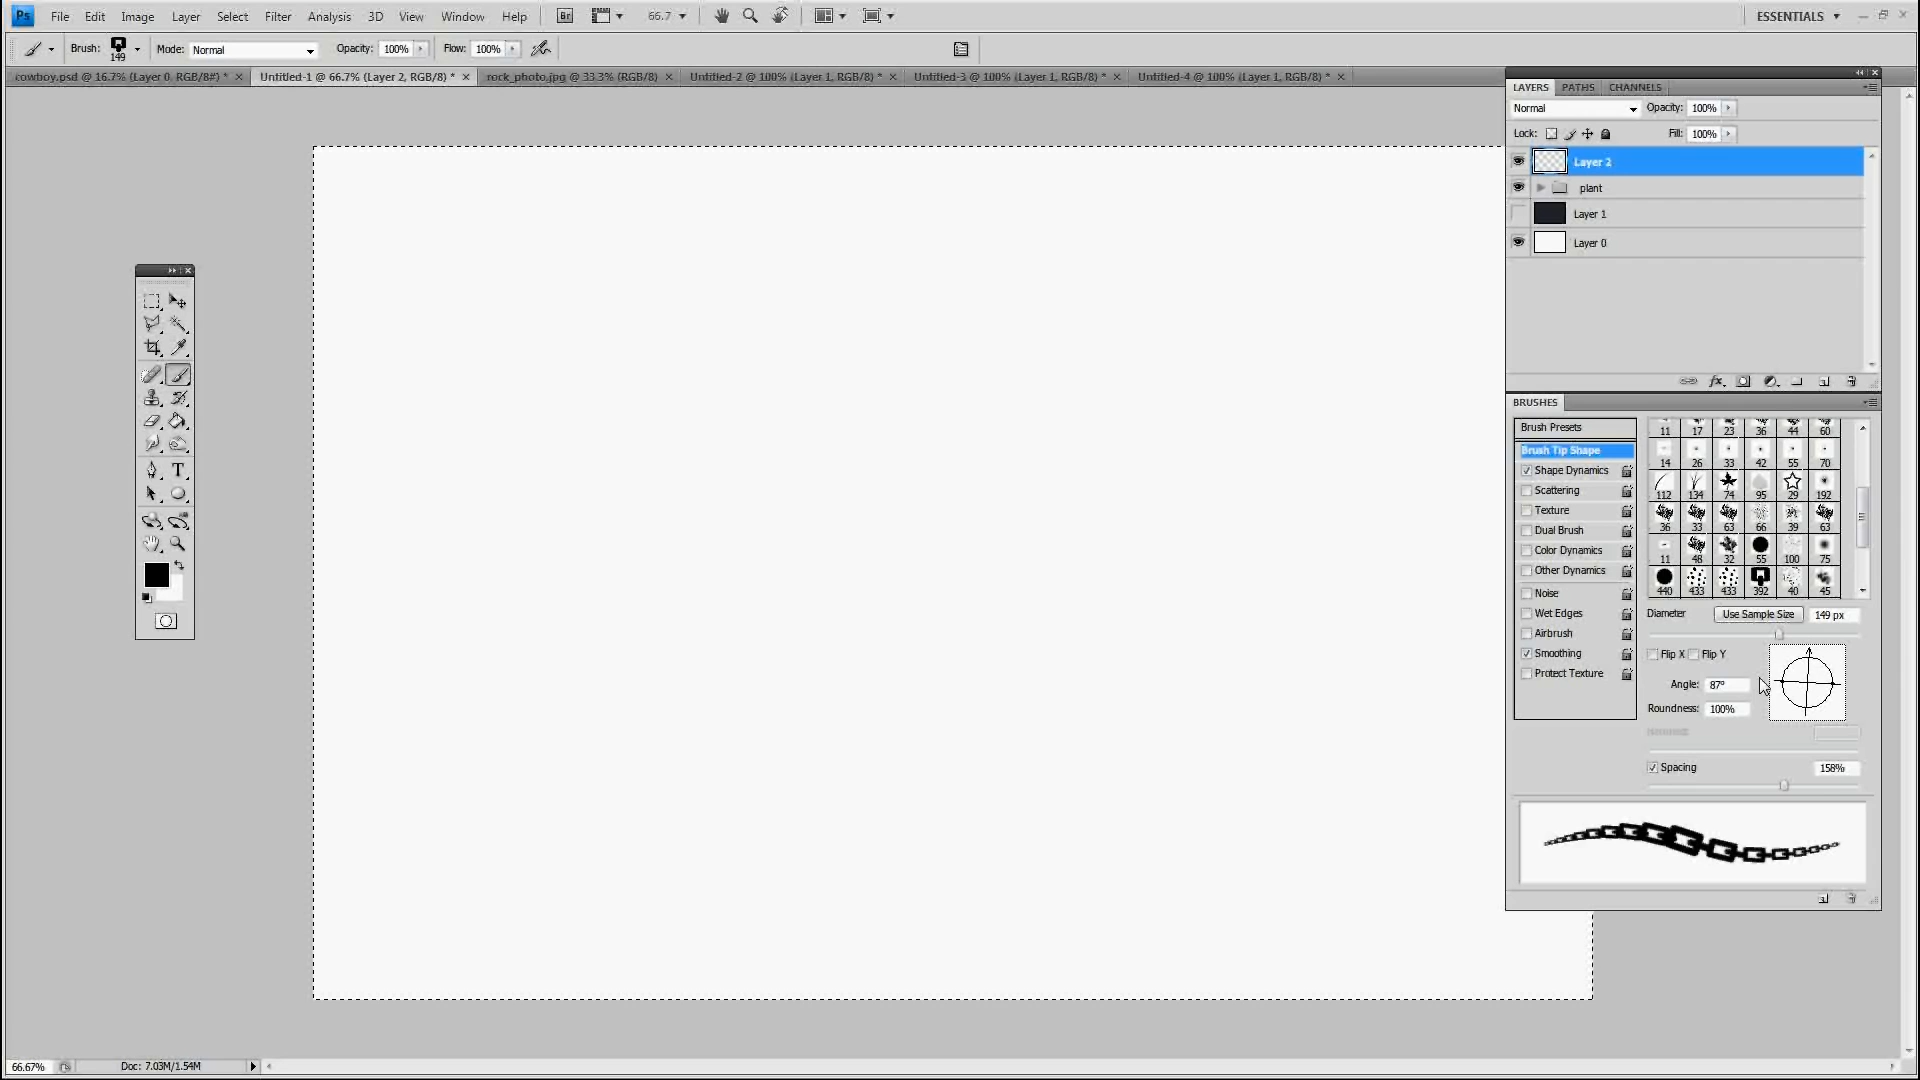 Ps File Edit Image Layer Select Filter Analysis 3D View Window Help Br 66.7 ESSENTIALS
Brush: 149 Mode: Normal Opacity: 100% Flow: 100%
cowboy.psd @ 16.7% (Layer 0, RGB/8#) * Untitled-1 @ 66.7% (Layer 2, RGB/8) * rock_photo.jpg @ 33.3% (RGB/8) Untitled-2 @ 100% (Layer 1, RGB/8) * Untitled-3 @ 100% (Layer 1, RGB/8) * Untitled-4 @ 100% (Layer 1, RGB/8) *
LAYERS PATHS CHANNELS
Normal Opacity: 100%
Lock: Fill: 100%
Layer 2
plant
Layer 1
Layer 0
fx
BRUSHES
Brush Presets
Brush Tip Shape
Shape Dynamics
Scattering
Texture
Dual Brush
Color Dynamics
Other Dynamics
Noise
Wet Edges
Airbrush
Smoothing
Protect Texture
11 17 23 36 44 60
14 26 33 42 55 70
112 134 74 95 29 192
36 33 63 66 39 63
11 48 32 55 100 75
440 433 433 392 40 45
Diameter Use Sample Size 149 px
Flip X Flip Y
Angle: 87º
Roundness: 100%
Spacing 158%
T
66.67% Doc: 7.03M/1.54M